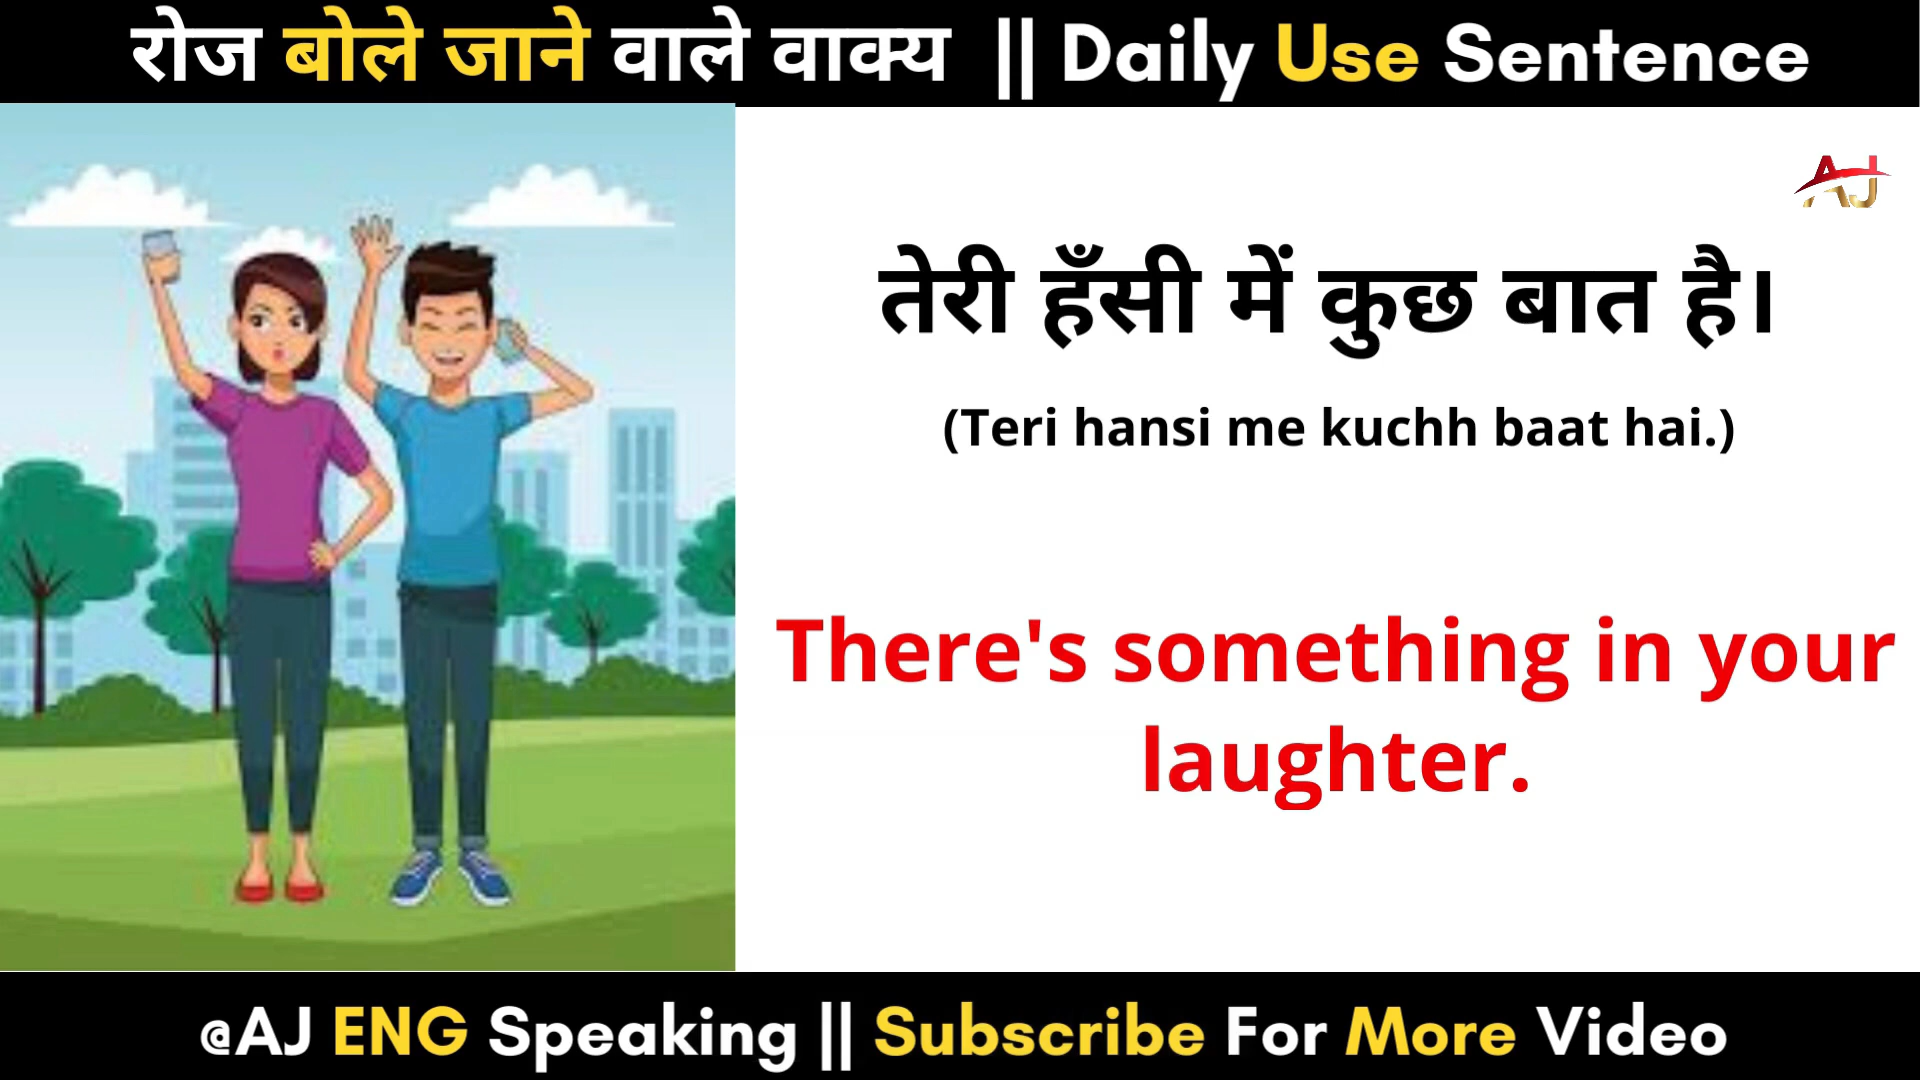 रोज बोले जाने वाले वाक्य || Daily Use Sentence
AJ
तेरी हँसी में कुछ बात है।
(Teri hansi me kuchh baat hai.)
There's something in your
laughter.
@AJ ENG Speaking || Subscribe For More Video